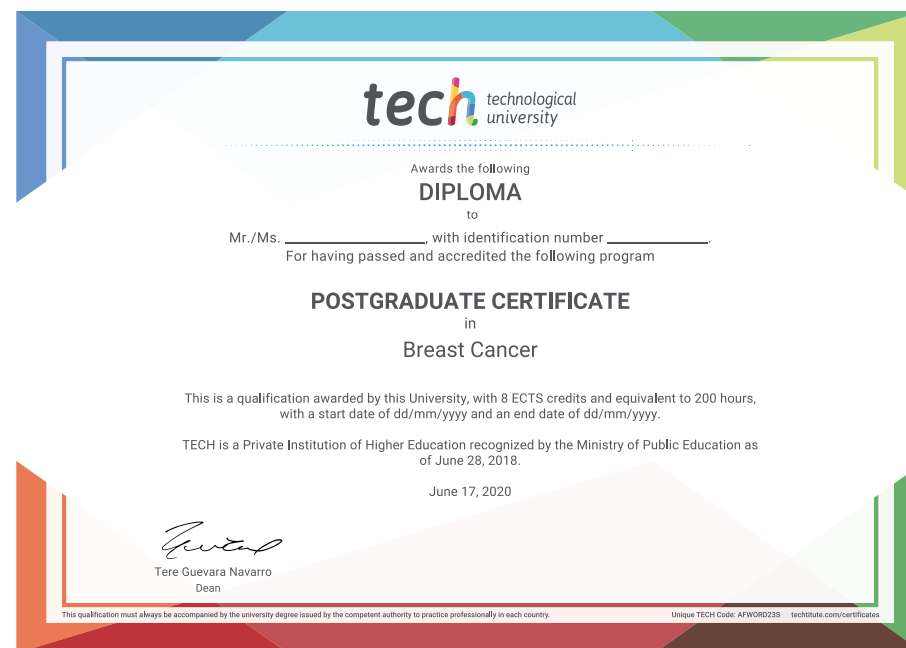 tech technological
university
Awards the following
DIPLOMA
to
Mr./Ms. ____________________, with identification number ______________.
For having passed and accredited the following program
POSTGRADUATE CERTIFICATE
in
Breast Cancer
This is a qualification awarded by this University, with 8 ECTS credits and equivalent to 200 hours,
with a start date of dd/mm/yyyy and an end date of dd/mm/yyyy.
TECH is a Private Institution of Higher Education recognized by the Ministry of Public Education as
of June 28, 2018.
June 17, 2020
Tere Guevara Navarro
Dean
This qualification must always be accompanied by the university degree issued by the competent authority to practice professionally in each country. Unique TECH Code: AFWORD23S techtitute.com/certificates